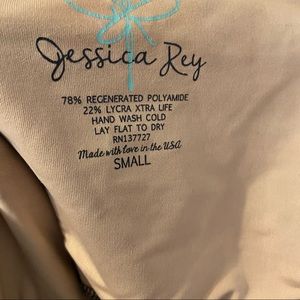 Jessica Rey
78% REGENERATED POLYAMIDE
22% LYCRA XTRA LIFE
HAND WASH COLD
LAY FLAT TO DRY
RN137727
Made with love in the USA
SMALL